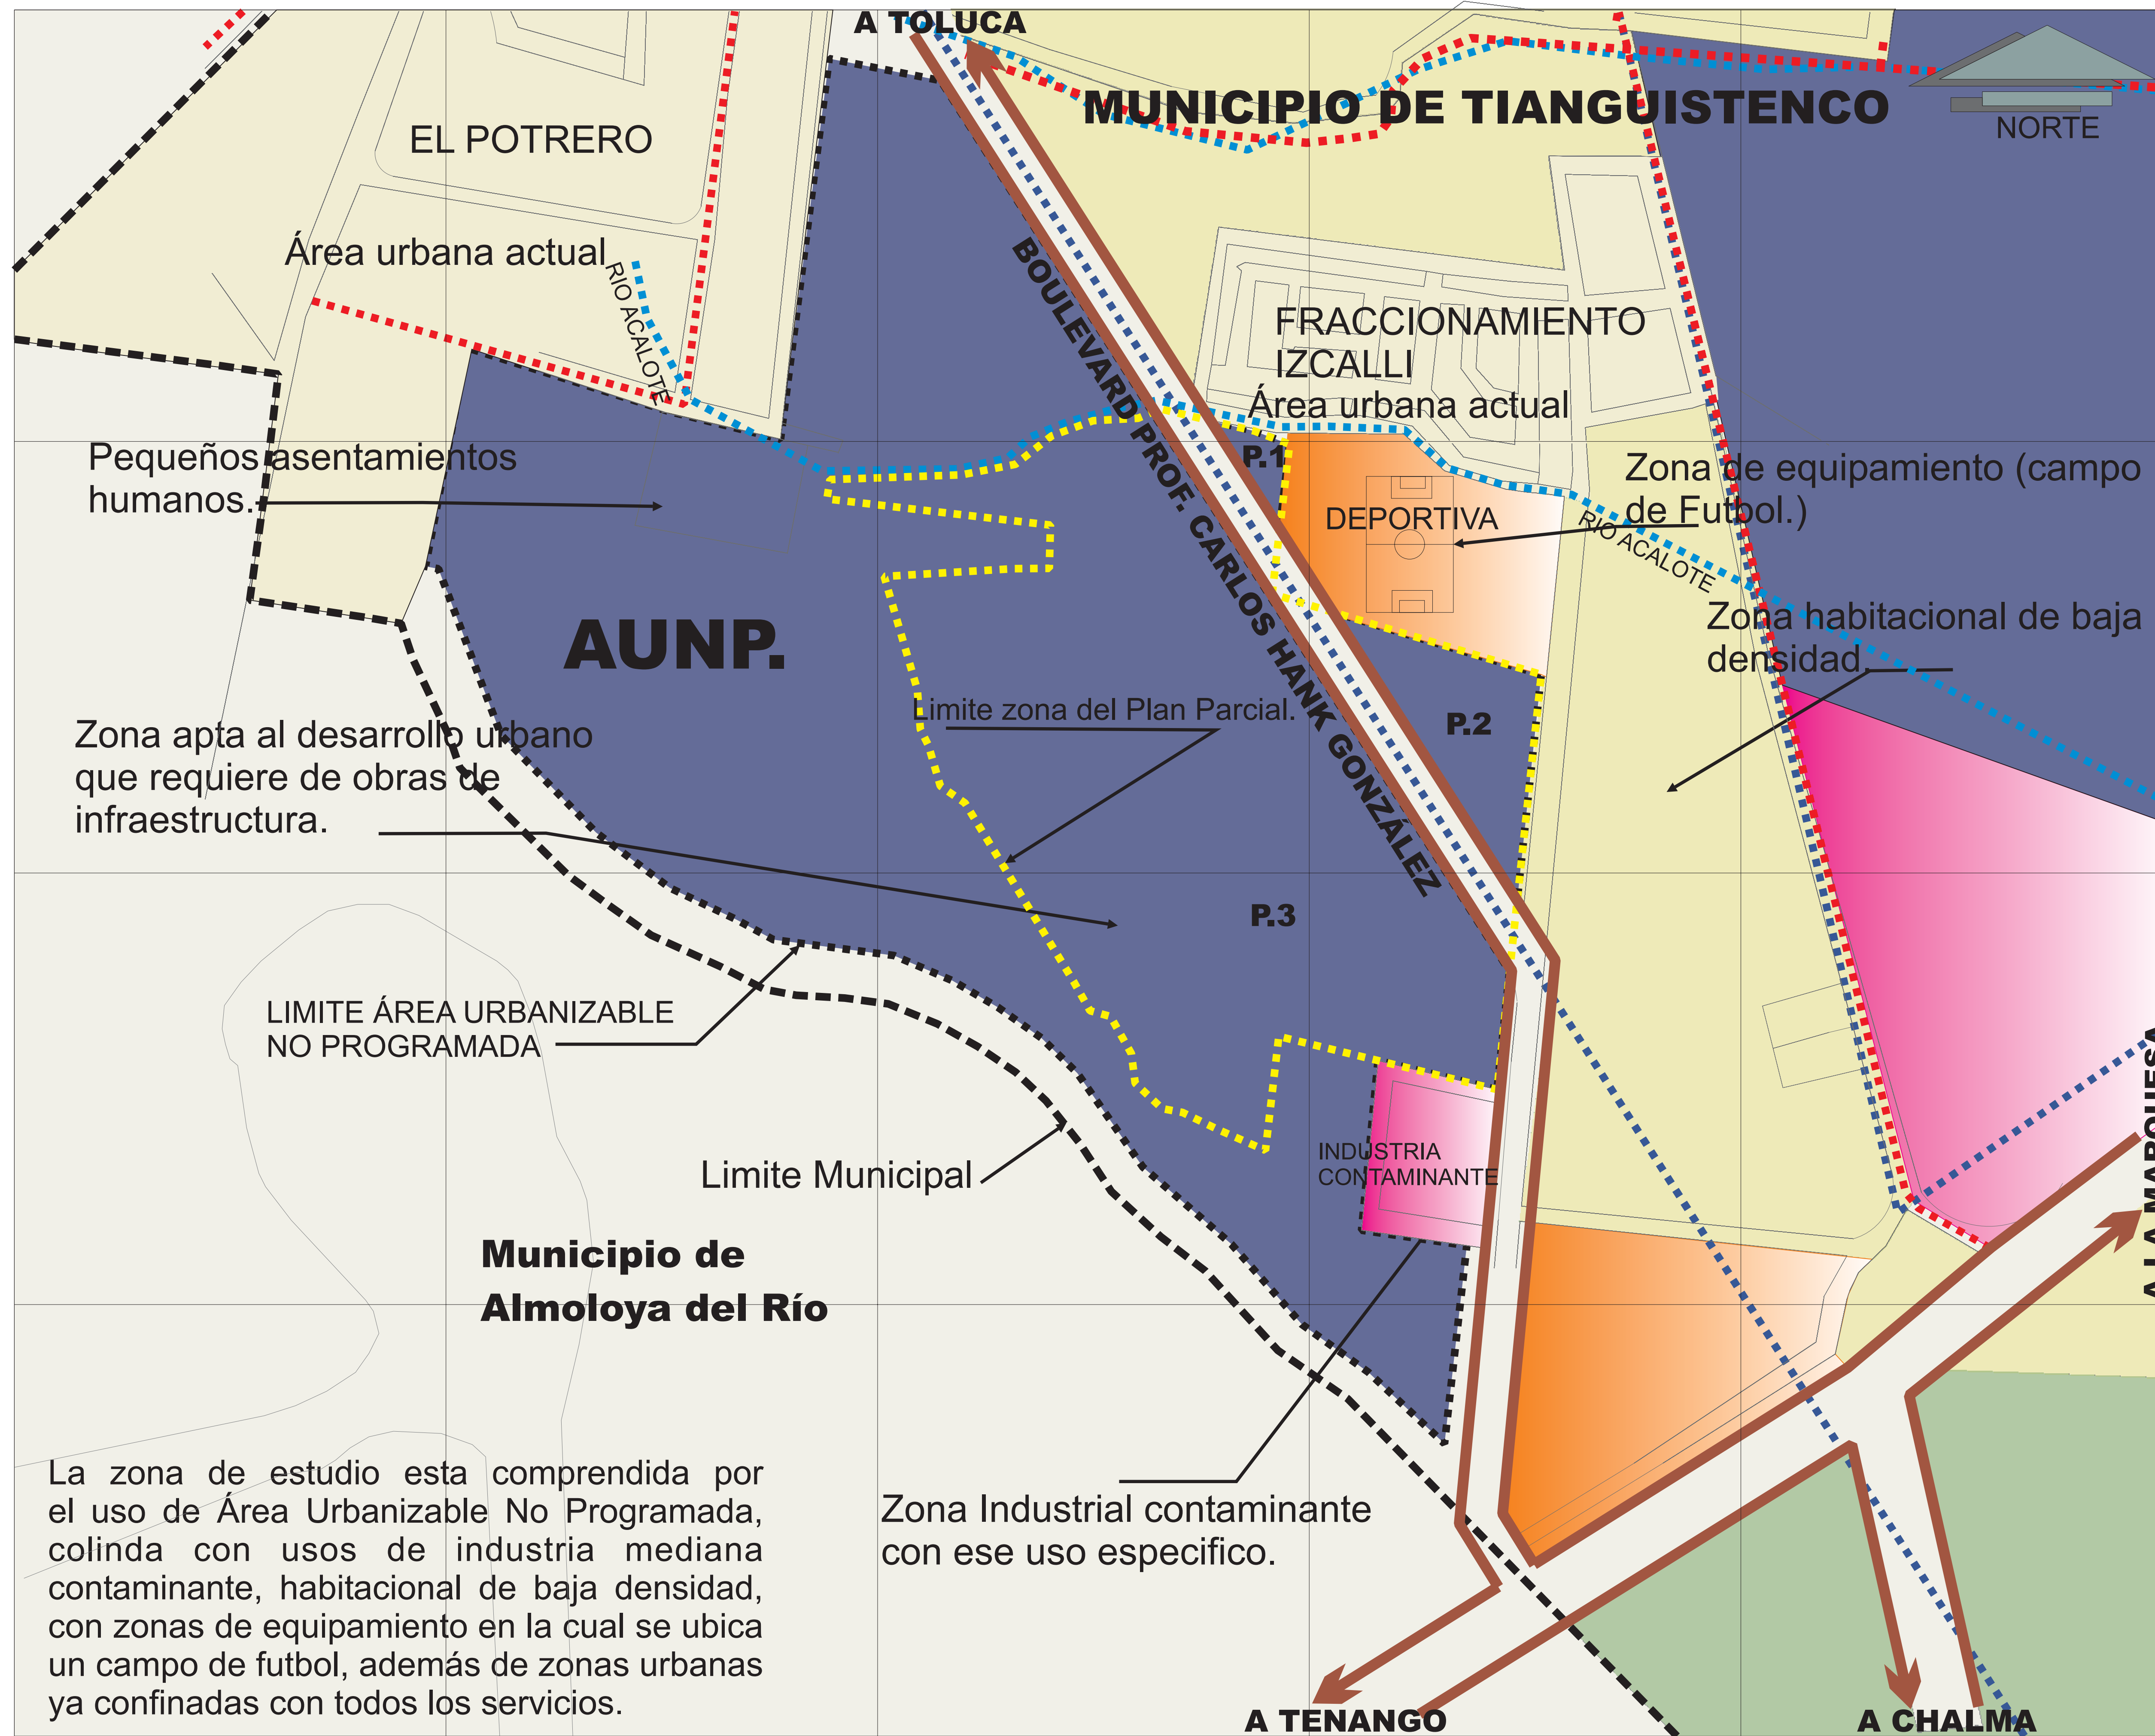 A TOLUCA
MUNICIPIO DE TIANGUISTENCO
NORTE
EL POTRERO
Área urbana actual
RIO ACALOTE
BOULEVARD PROF. CARLOS HANK GONZÁLEZ
FRACCIONAMIENTO
IZCALLI
Área urbana actual
Pequeños asentamientos
humanos.
P.1
DEPORTIVA
Zona de equipamiento (campo
de Futbol.)
RIO ACALOTE
Zona habitacional de baja
densidad.
AUNP.
Limite zona del Plan Parcial.
P.2
Zona apta al desarrollo urbano
que requiere de obras de
infraestructura.
P.3
LIMITE ÁREA URBANIZABLE
NO PROGRAMADA
Limite Municipal
INDUSTRIA
CONTAMINANTE
A LA MARQUESA
Municipio de
Almoloya del Río
La zona de estudio esta comprendida por
el uso de Área Urbanizable No Programada,
colinda con usos de industria mediana
contaminante, habitacional de baja densidad,
con zonas de equipamiento en la cual se ubica
un campo de futbol, además de zonas urbanas
ya confinadas con todos los servicios.
Zona Industrial contaminante
con ese uso especifico.
A TENANGO
A CHALMA